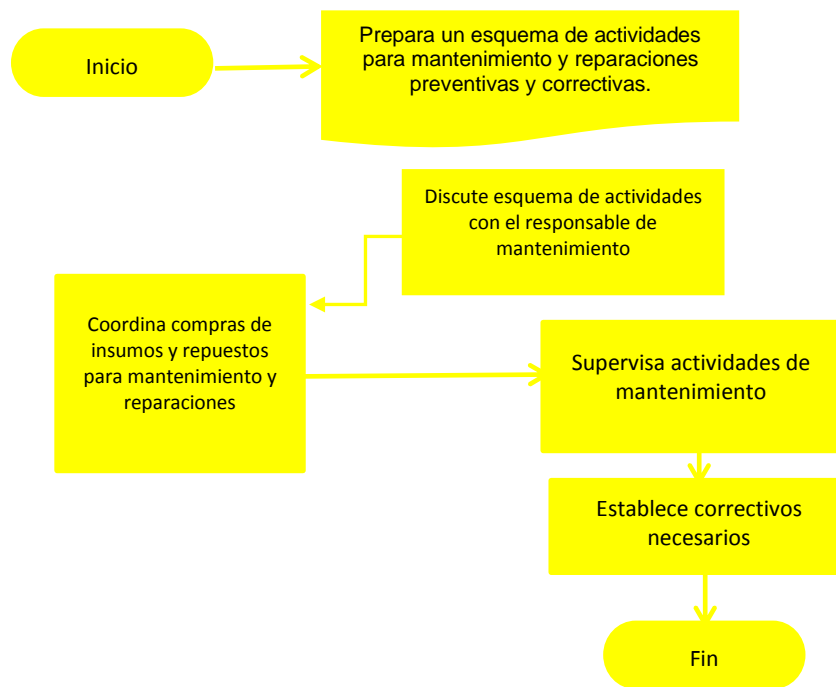 Inicio
Prepara un esquema de actividades
para mantenimiento y reparaciones
preventivas y correctivas.
Discute esquema de actividades
con el responsable de
mantenimiento
Coordina compras de
insumos y repuestos
para mantenimiento y
reparaciones
Supervisa actividades de
mantenimiento
Establece correctivos
necesarios
Fin